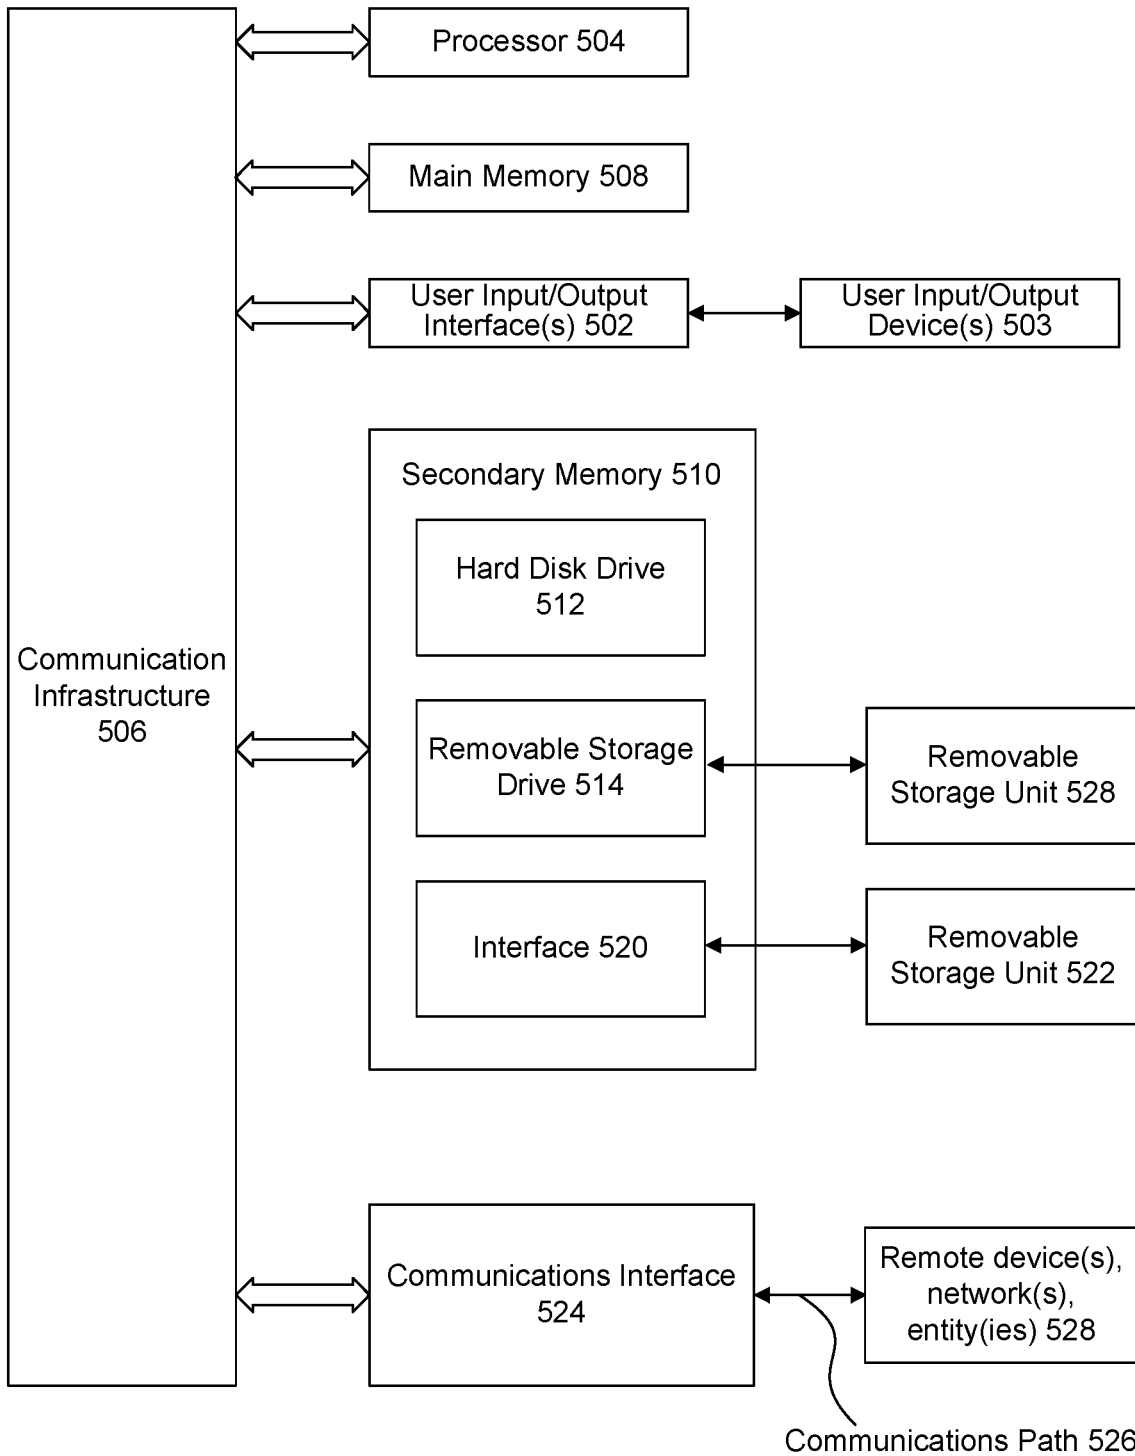 Processor 504
Main Memory 508
User Input/Output
Interface(s) 502
User Input/Output
Device(s) 503
Secondary Memory 510
Hard Disk Drive
512
Communication
Infrastructure
506
Removable Storage
Drive 514
Removable
Storage Unit 528
Interface 520
Removable
Storage Unit 522
Communications Interface
524
Remote device(s),
network(s),
entity(ies) 528
Communications Path 526